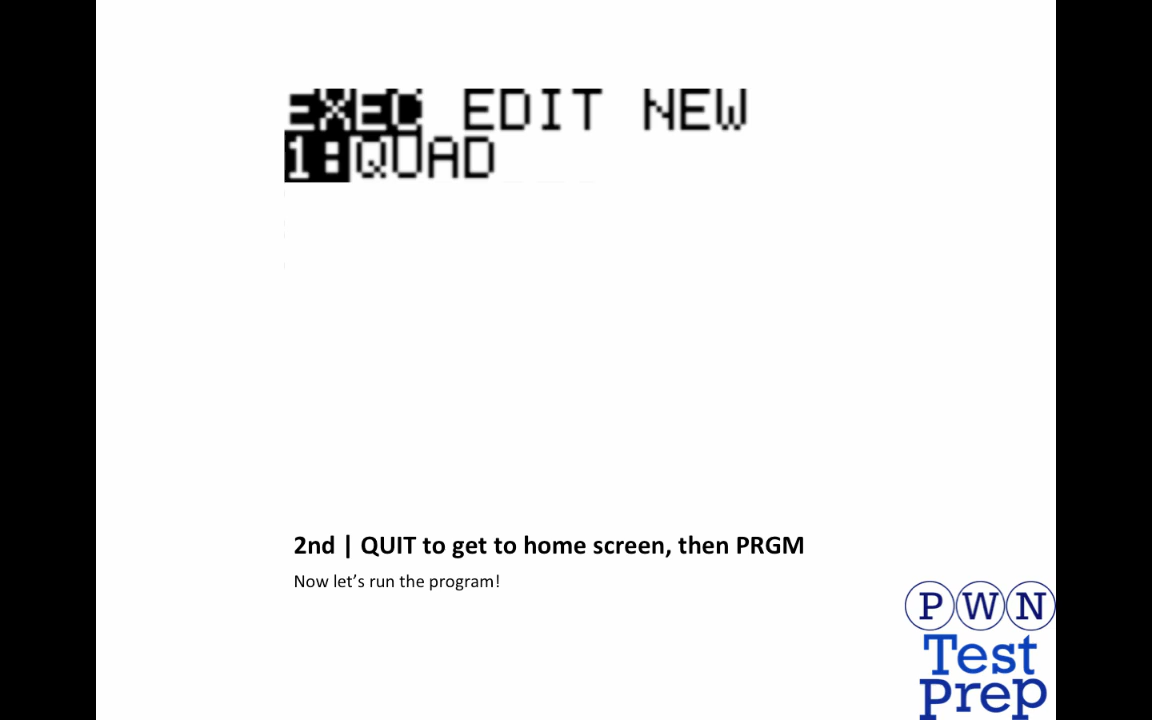 EXEC EDIT NEW
1:QUAD
2nd | QUIT to get to home screen, then PRGM
Now let’s run the program!
PWN
Test
Prep